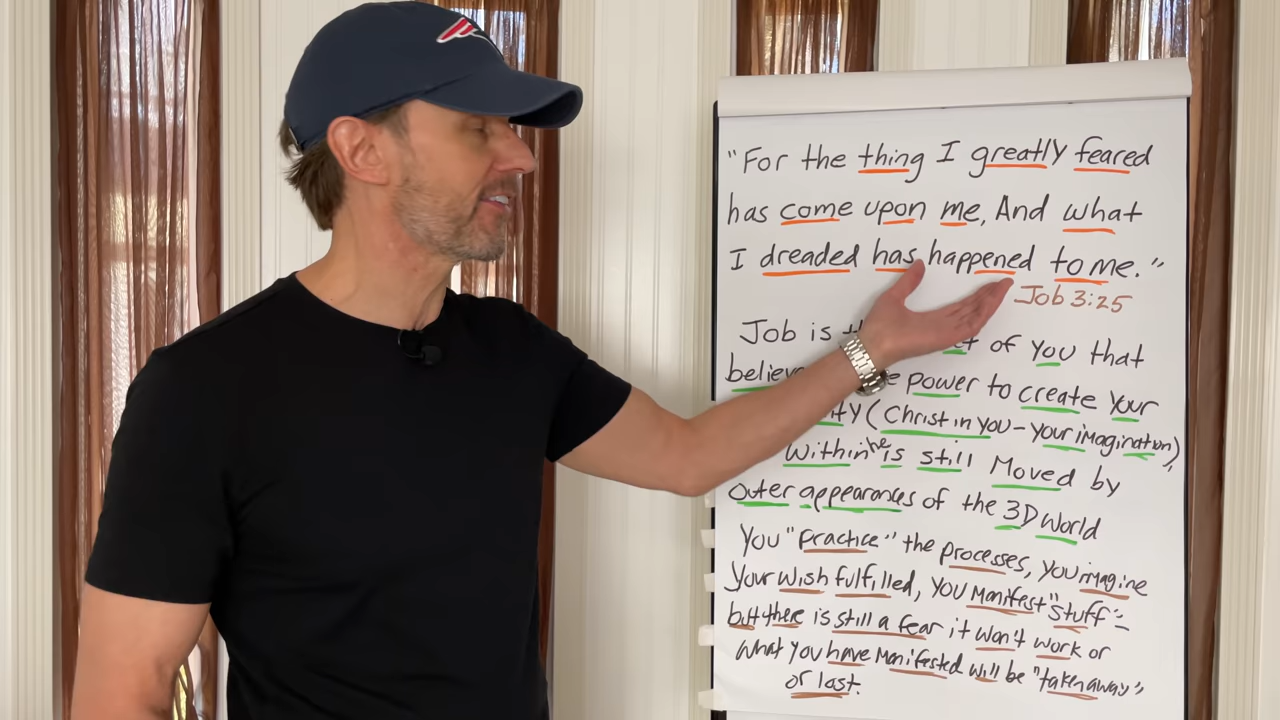 "For the thing I greatly feared
has come upon me, And what
I dreaded has happened to me."
Job 3:25
Job is of you that
power to create your
(Christ in you - your imagination),
within he is still Moved by
outer appearances of the 3D World
You "practice" the processes, you imagine
your wish fulfilled, you manifest "stuff" -
but there is still a fear it won't work or
what you have manifested will be "taken away",
or lost.